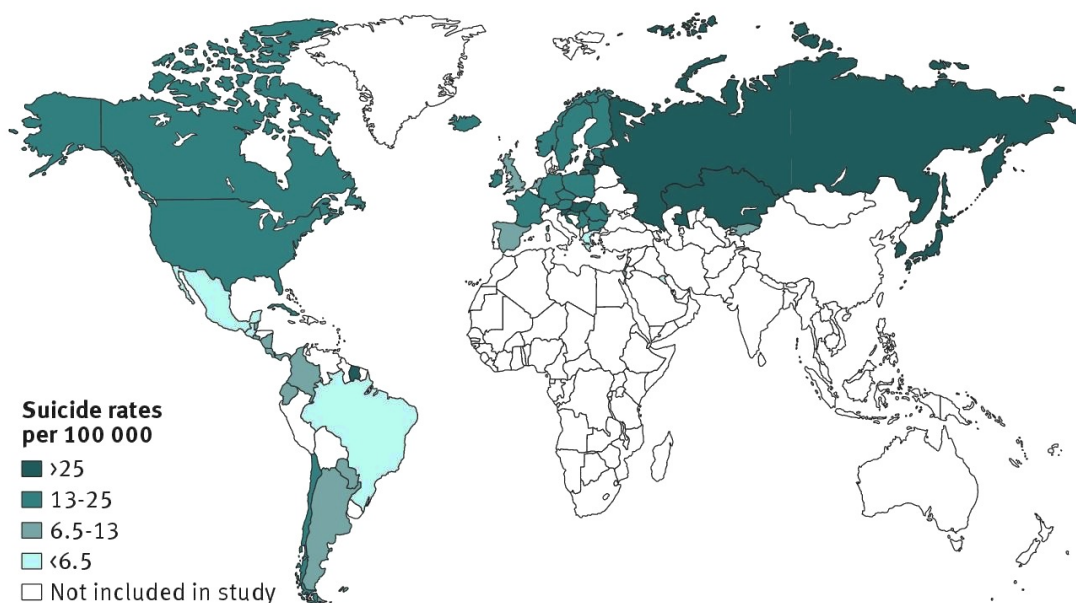 Suicide rates
per 100 000
>25
13-25
6.5-13
<6.5
Not included in study